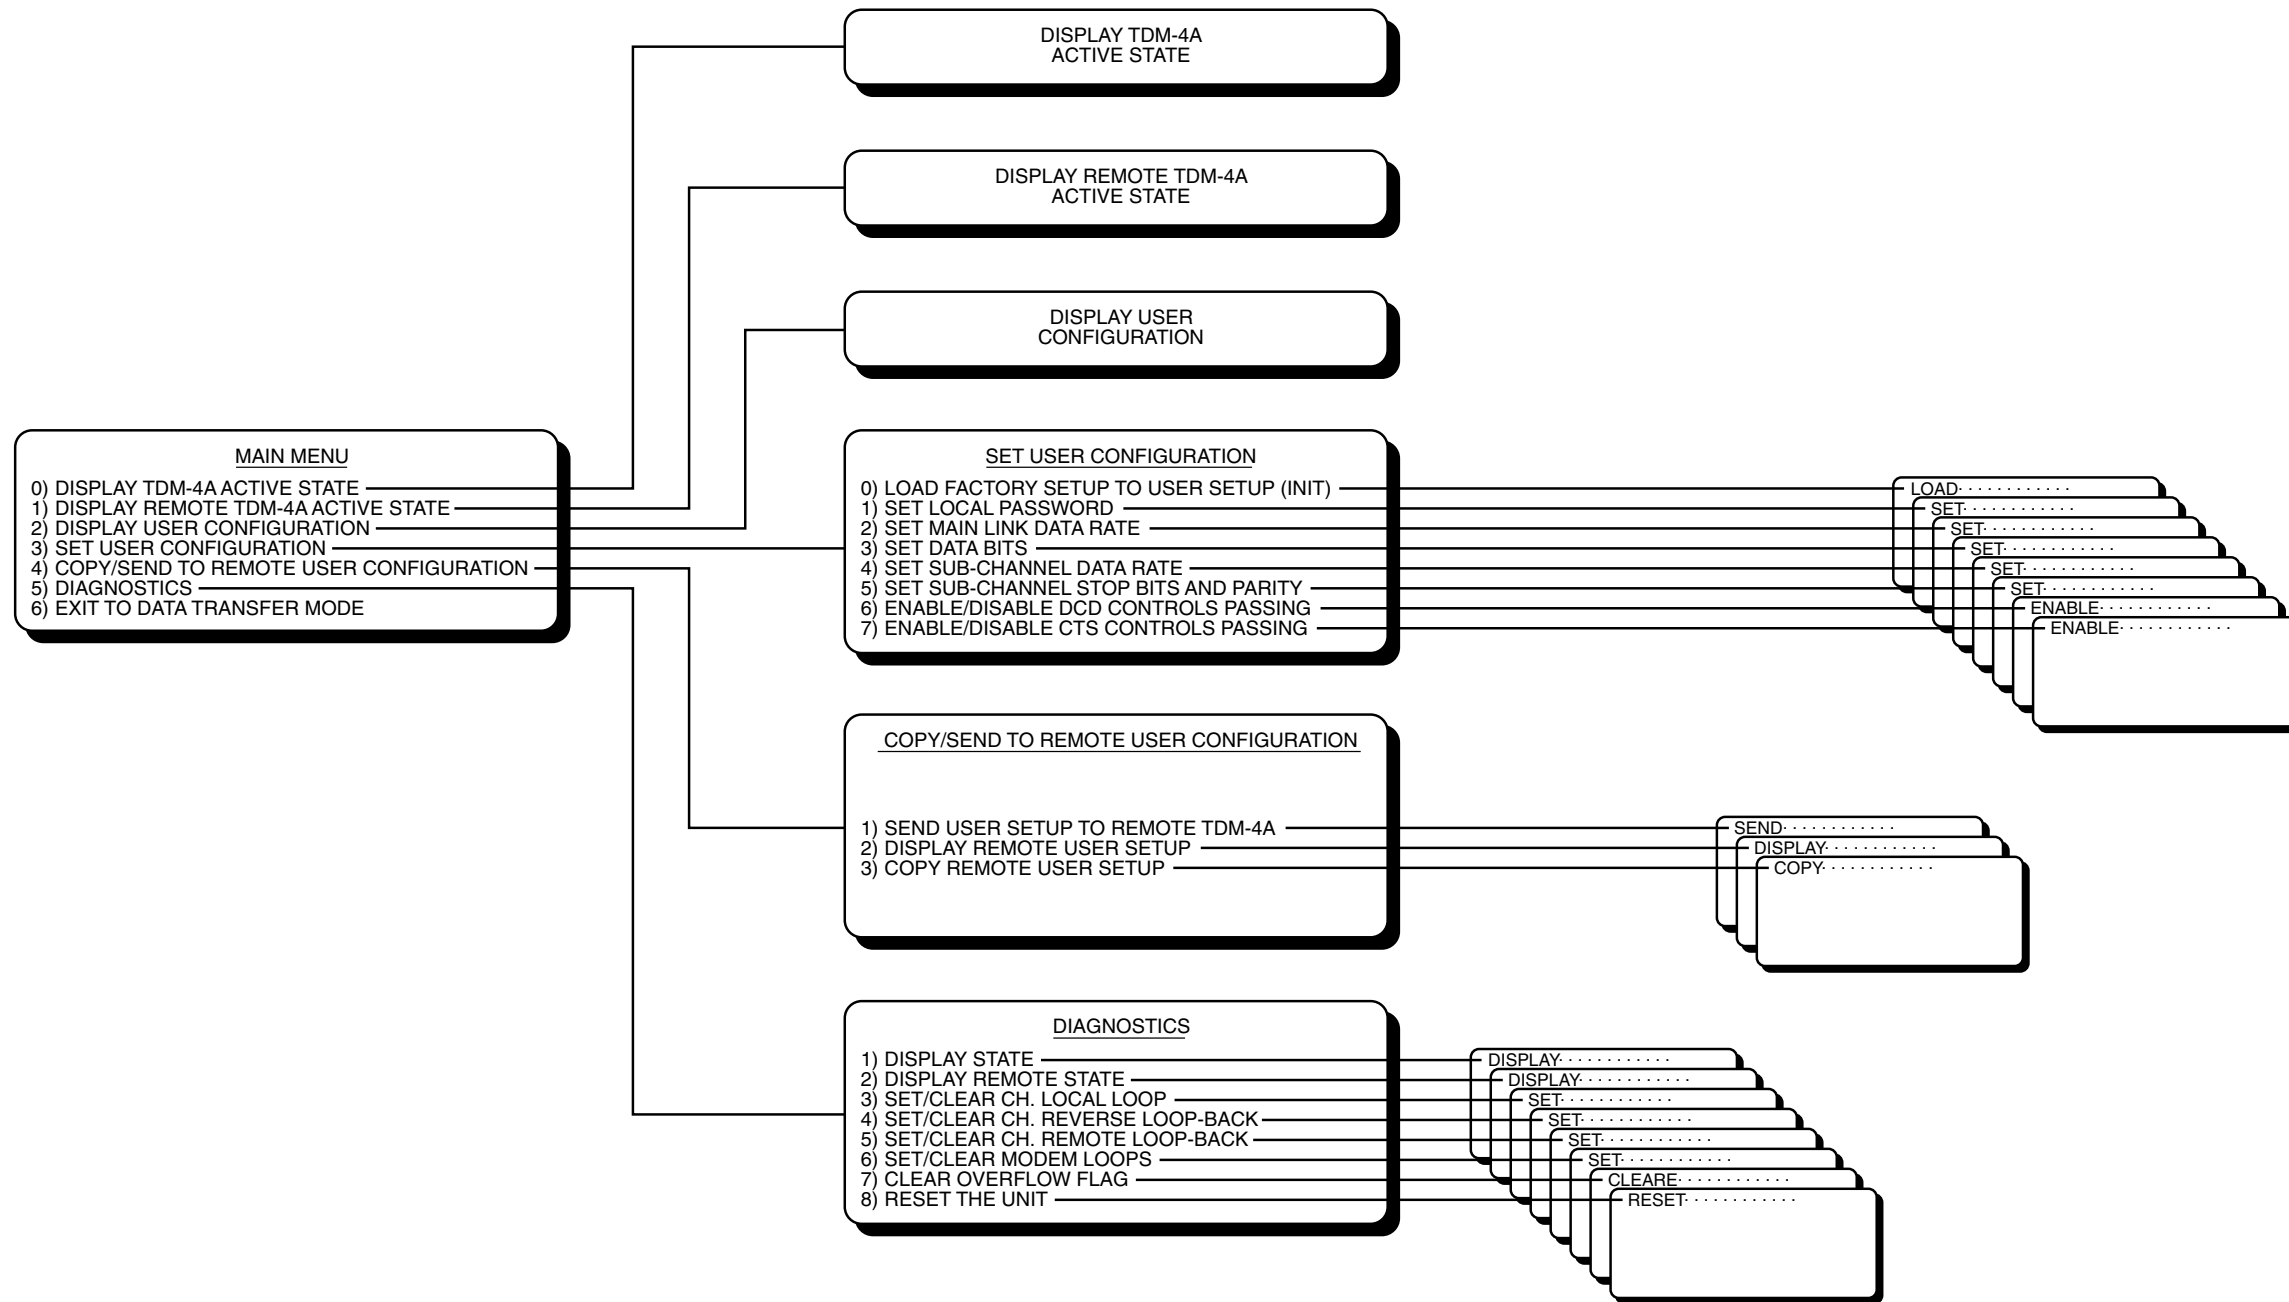 DISPLAY TDM-4A
ACTIVE STATE
DISPLAY REMOTE TDM-4A
ACTIVE STATE
DISPLAY USER
CONFIGURATION
MAIN MENU
0) DISPLAY TDM-4A ACTIVE STATE
1) DISPLAY REMOTE TDM-4A ACTIVE STATE
2) DISPLAY USER CONFIGURATION
3) SET USER CONFIGURATION
4) COPY/SEND TO REMOTE USER CONFIGURATION
5) DIAGNOSTICS
6) EXIT TO DATA TRANSFER MODE
SET USER CONFIGURATION
0) LOAD FACTORY SETUP TO USER SETUP (INIT)
1) SET LOCAL PASSWORD
2) SET MAIN LINK DATA RATE
3) SET DATA BITS
4) SET SUB-CHANNEL DATA RATE
5) SET SUB-CHANNEL STOP BITS AND PARITY
6) ENABLE/DISABLE DCD CONTROLS PASSING
7) ENABLE/DISABLE CTS CONTROLS PASSING
LOAD............
SET............
SET............
SET............
SET............
SET............
ENABLE............
ENABLE............
COPY/SEND TO REMOTE USER CONFIGURATION
1) SEND USER SETUP TO REMOTE TDM-4A
2) DISPLAY REMOTE USER SETUP
3) COPY REMOTE USER SETUP
SEND............
DISPLAY............
COPY............
DIAGNOSTICS
1) DISPLAY STATE
2) DISPLAY REMOTE STATE
3) SET/CLEAR CH. LOCAL LOOP
4) SET/CLEAR CH. REVERSE LOOP-BACK
5) SET/CLEAR CH. REMOTE LOOP-BACK
6) SET/CLEAR MODEM LOOPS
7) CLEAR OVERFLOW FLAG
8) RESET THE UNIT
DISPLAY............
DISPLAY............
SET............
SET............
SET............
SET............
CLEARE............
RESET............